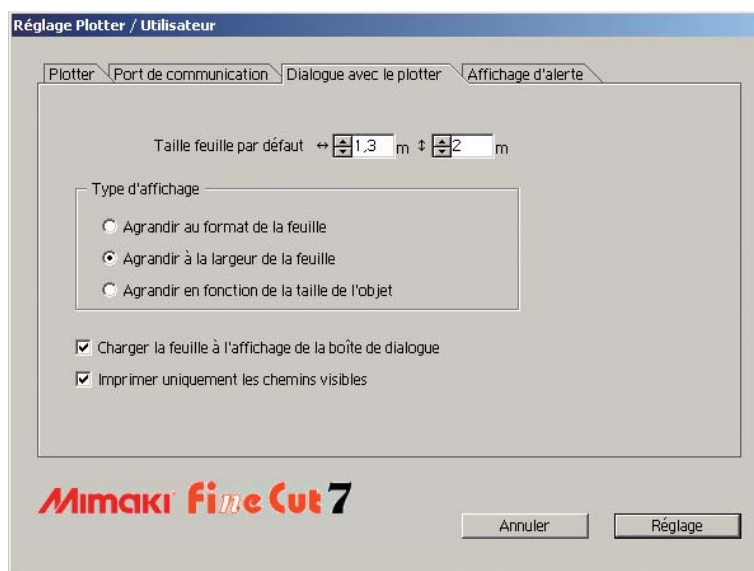 Réglage Plotter / Utilisateur
Plotter Port de communication Dialogue avec le plotter Affichage d'alerte
Taille feuille par défaut ↔ 1,3 m ↕ 2 m
Type d'affichage
Agrandir au format de la feuille
Agrandir à la largeur de la feuille
Agrandir en fonction de la taille de l'objet
Charger la feuille à l'affichage de la boîte de dialogue
Imprimer uniquement les chemins visibles
Mimaki Fine Cut 7
Annuler Réglage